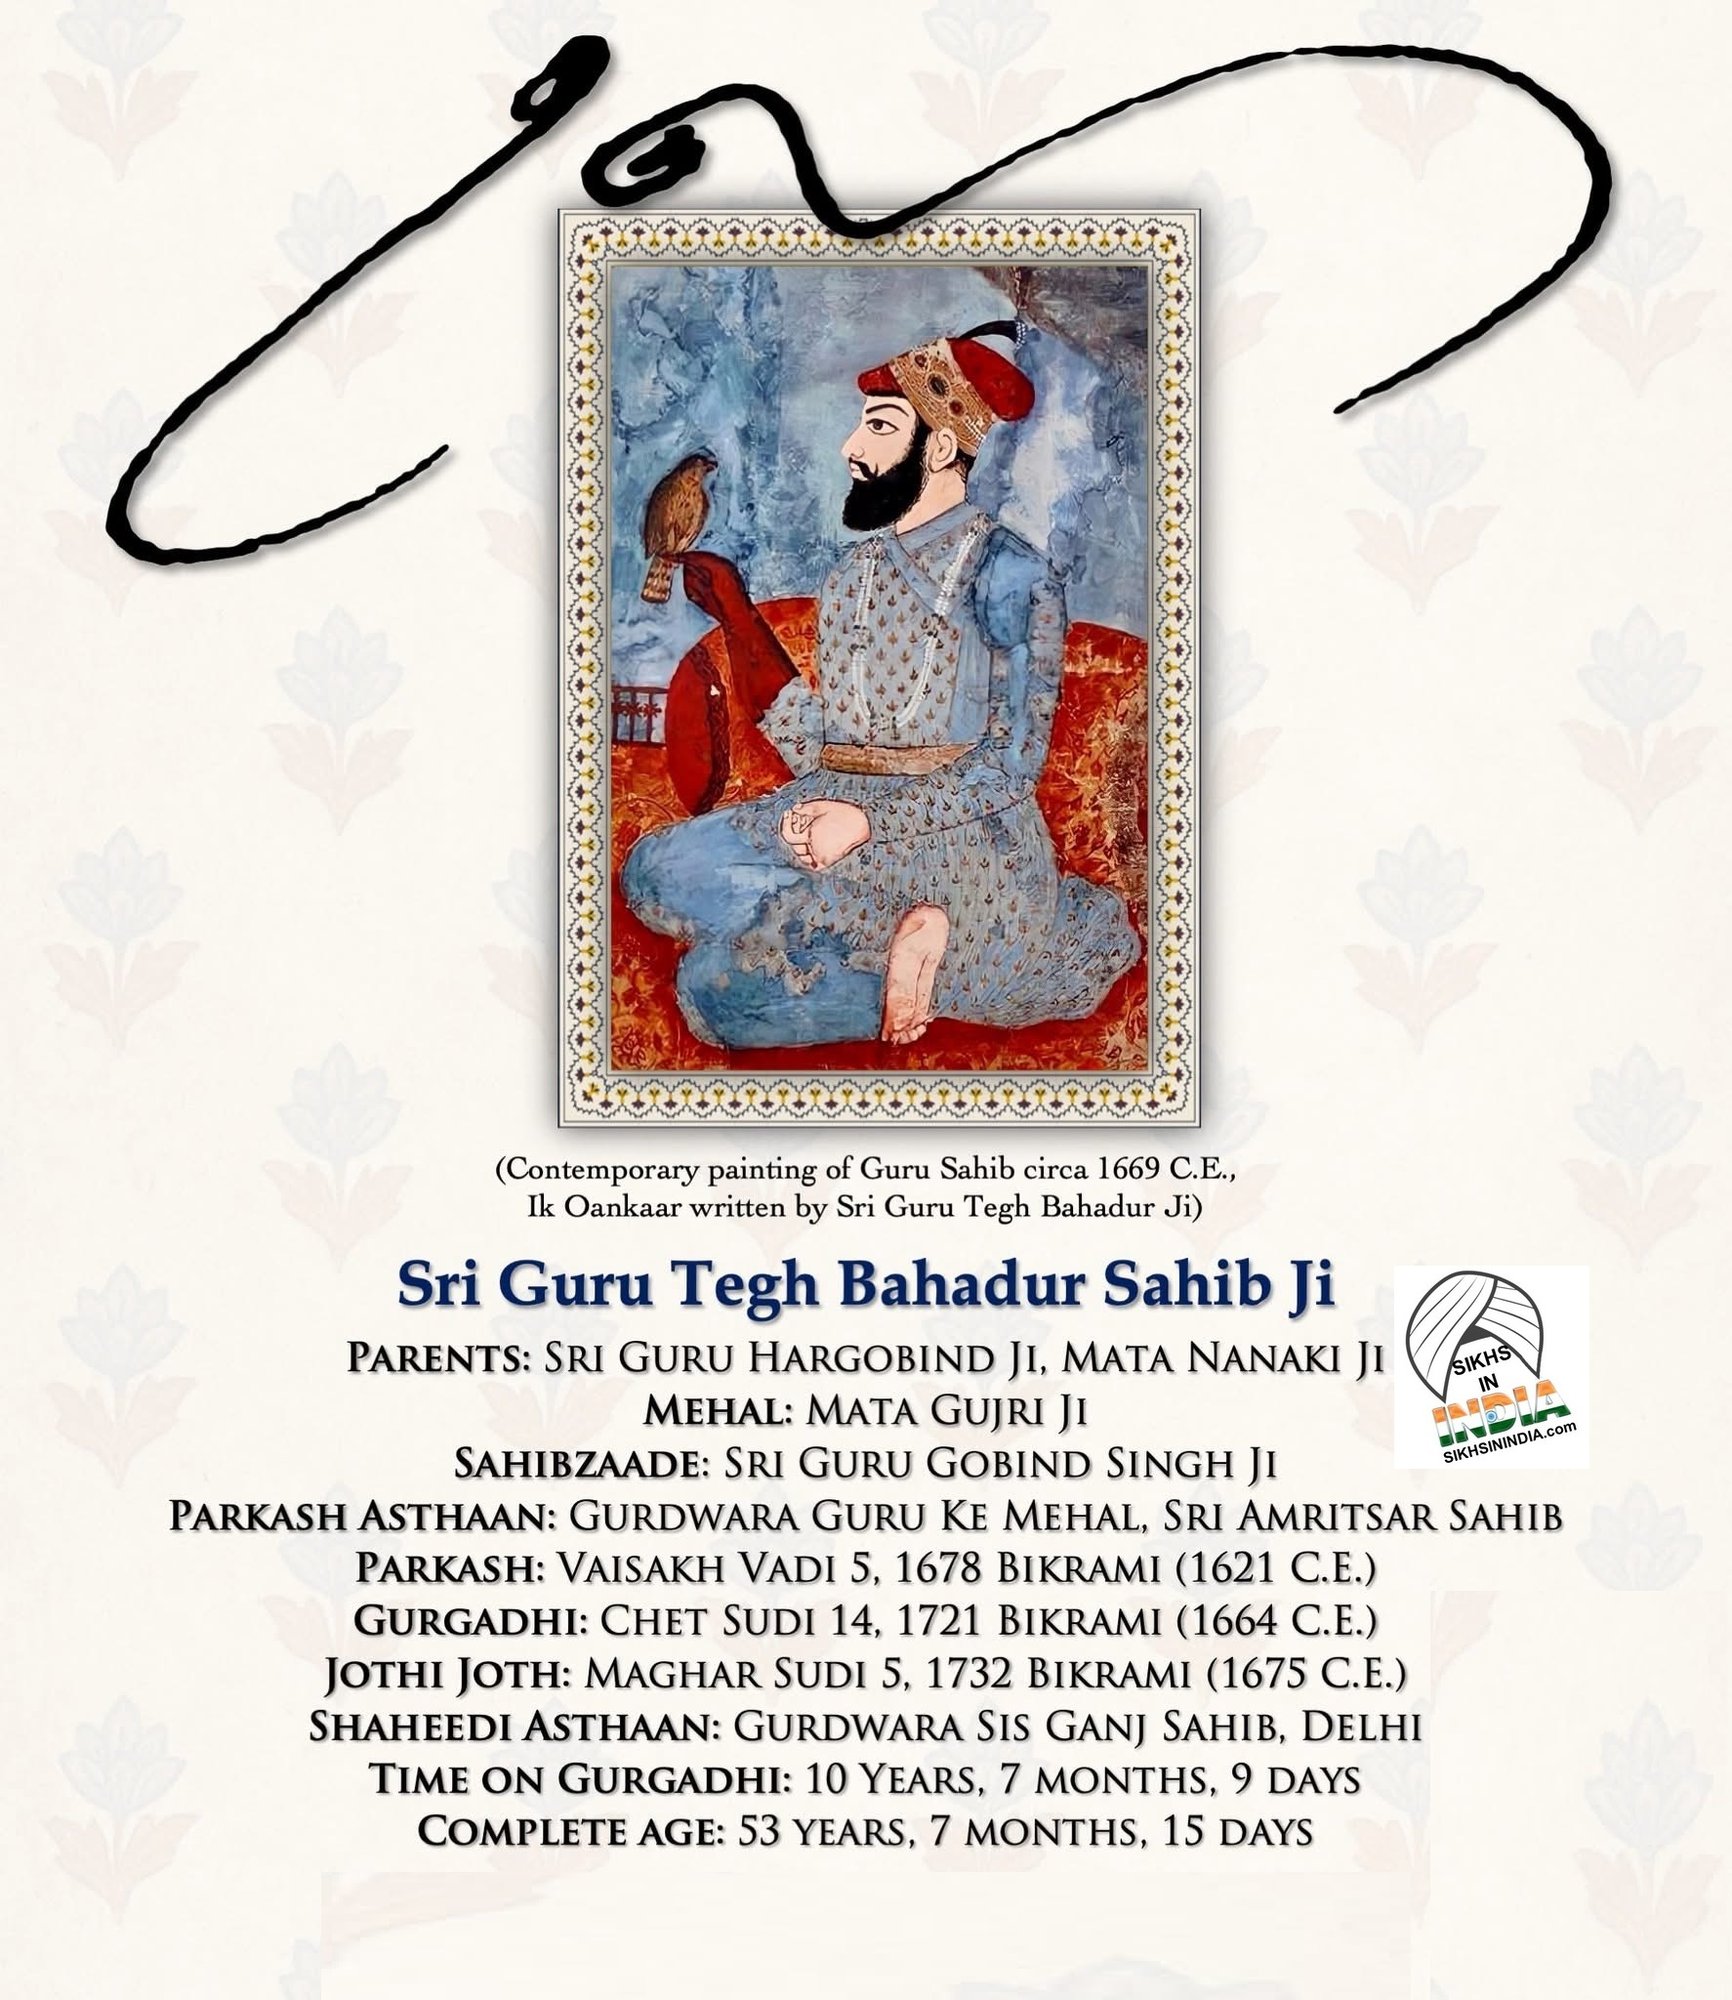 ੴ
(Contemporary painting of Guru Sahib circa 1669 C.E.,
Ik Oankaar written by Sri Guru Tegh Bahadur Ji)
Sri Guru Tegh Bahadur Sahib Ji
Parents: Sri Guru Hargobind Ji, Mata Nanaki Ji
Mehal: Mata Gujri Ji
Sahibzaade: Sri Guru Gobind Singh Ji
Parkash Asthaan: Gurdwara Guru Ke Mehal, Sri Amritsar Sahib
Parkash: Vaisakh Vadi 5, 1678 Bikrami (1621 C.E.)
Gurgadhi: Chet Sudi 14, 1721 Bikrami (1664 C.E.)
Jothi Joth: Maghar Sudi 5, 1732 Bikrami (1675 C.E.)
Shaheedi Asthaan: Gurdwara Sis Ganj Sahib, Delhi
Time on Gurgadhi: 10 Years, 7 months, 9 days
Complete age: 53 years, 7 months, 15 days
SIKHS
IN
INDIA
SIKHSININDIA.com